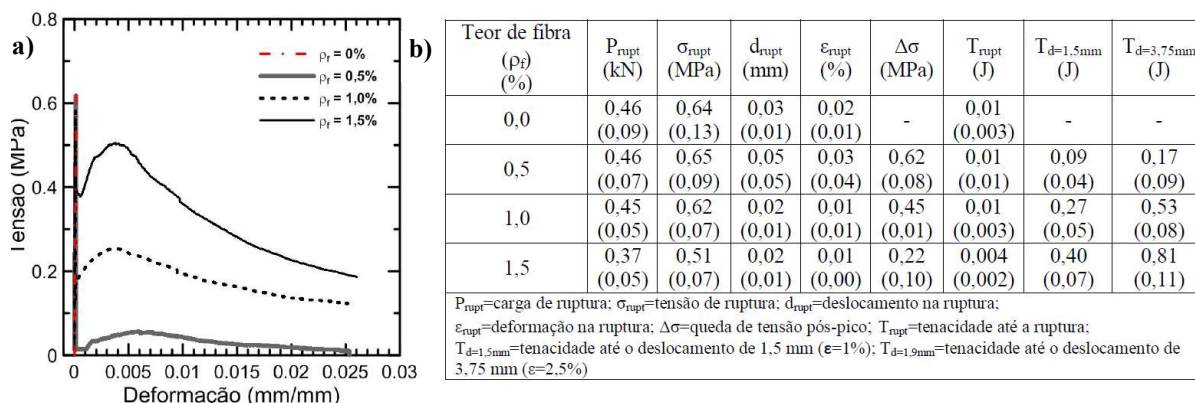 a)
Tensão (MPa)
0.8
0.6
0.4
0.2
0
ρf = 0%
ρf = 0,5%
ρf = 1,0%
ρf = 1,5%
0 0.005 0.01 0.015 0.02 0.025 0.03
Deformação (mm/mm)
b)
Teor de fibra (ρf) (%) Prupt (kN) σrupt (MPa) drupt (mm) εrupt (%) Δσ (MPa) Trupt (J) Td=1,5mm (J) Td=3,75mm (J)
0,0 0,46 (0,09) 0,64 (0,13) 0,03 (0,01) 0,02 (0,01) - 0,01 (0,003) - -
0,5 0,46 (0,07) 0,65 (0,09) 0,05 (0,05) 0,03 (0,04) 0,62 (0,08) 0,01 (0,01) 0,09 (0,04) 0,17 (0,09)
1,0 0,45 (0,05) 0,62 (0,07) 0,02 (0,01) 0,01 (0,01) 0,45 (0,01) 0,01 (0,003) 0,27 (0,05) 0,53 (0,08)
1,5 0,37 (0,05) 0,51 (0,07) 0,02 (0,01) 0,01 (0,00) 0,22 (0,10) 0,004 (0,002) 0,40 (0,07) 0,81 (0,11)
Prupt=carga de ruptura; σrupt=tensão de ruptura; drupt=deslocamento na ruptura;
εrupt=deformação na ruptura; Δσ=queda de tensão pós-pico; Trupt=tenacidade até a ruptura;
Td=1,5mm=tenacidade até o deslocamento de 1,5 mm (ε=1%); Td=1,9mm=tenacidade até o deslocamento de
3,75 mm (ε=2,5%)